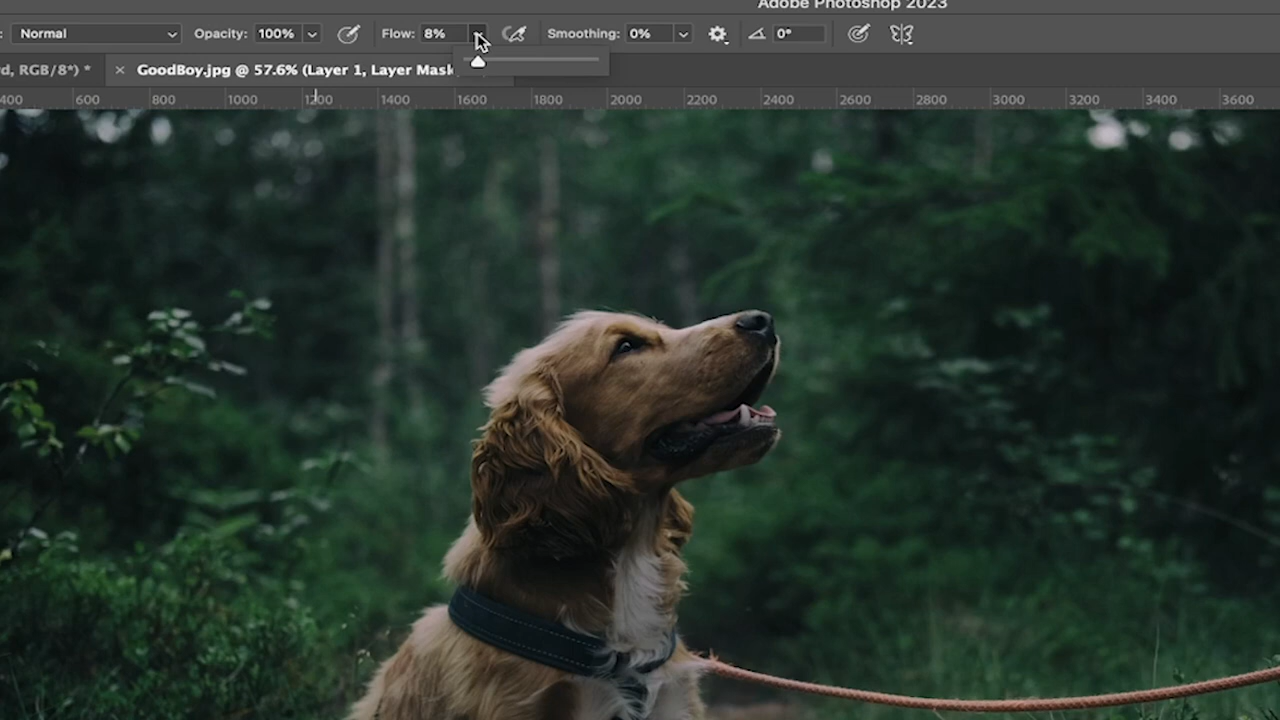 Adobe Photoshop 2023
: Normal Opacity: 100% Flow: 8% Smoothing: 0% 0°
d, RGB/8*) * × GoodBoy.jpg @ 57.6% (Layer 1, Layer Mask
400 600 800 1000 1200 1400 1600 1800 2000 2200 2400 2600 2800 3000 3200 3400 3600